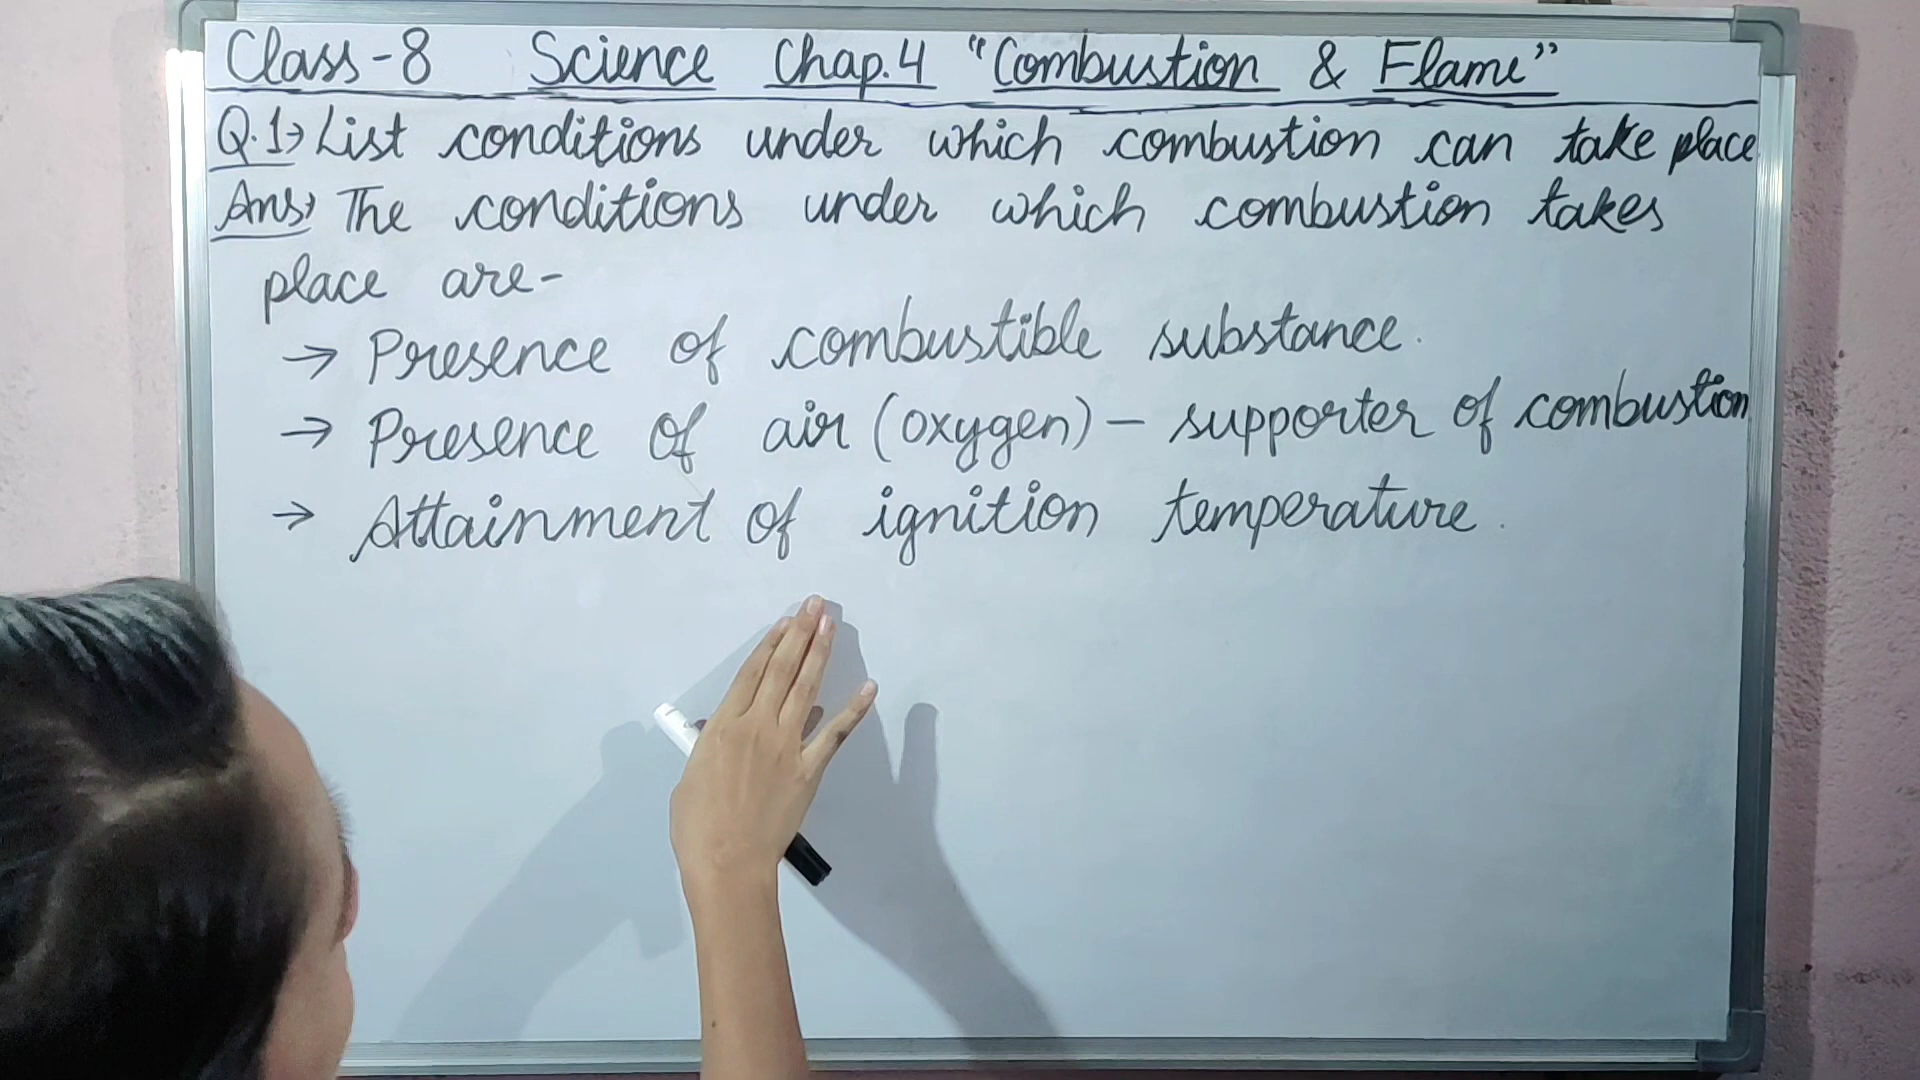 Class-8 Science Chap.4 "Combustion & Flame"
Q.1→ List conditions under which combustion can take place
Ans→ The conditions under which combustion takes
place are-
→ Presence of combustible substance.
→ Presence of air (oxygen) - supporter of combustion
→ Attainment of ignition temperature.